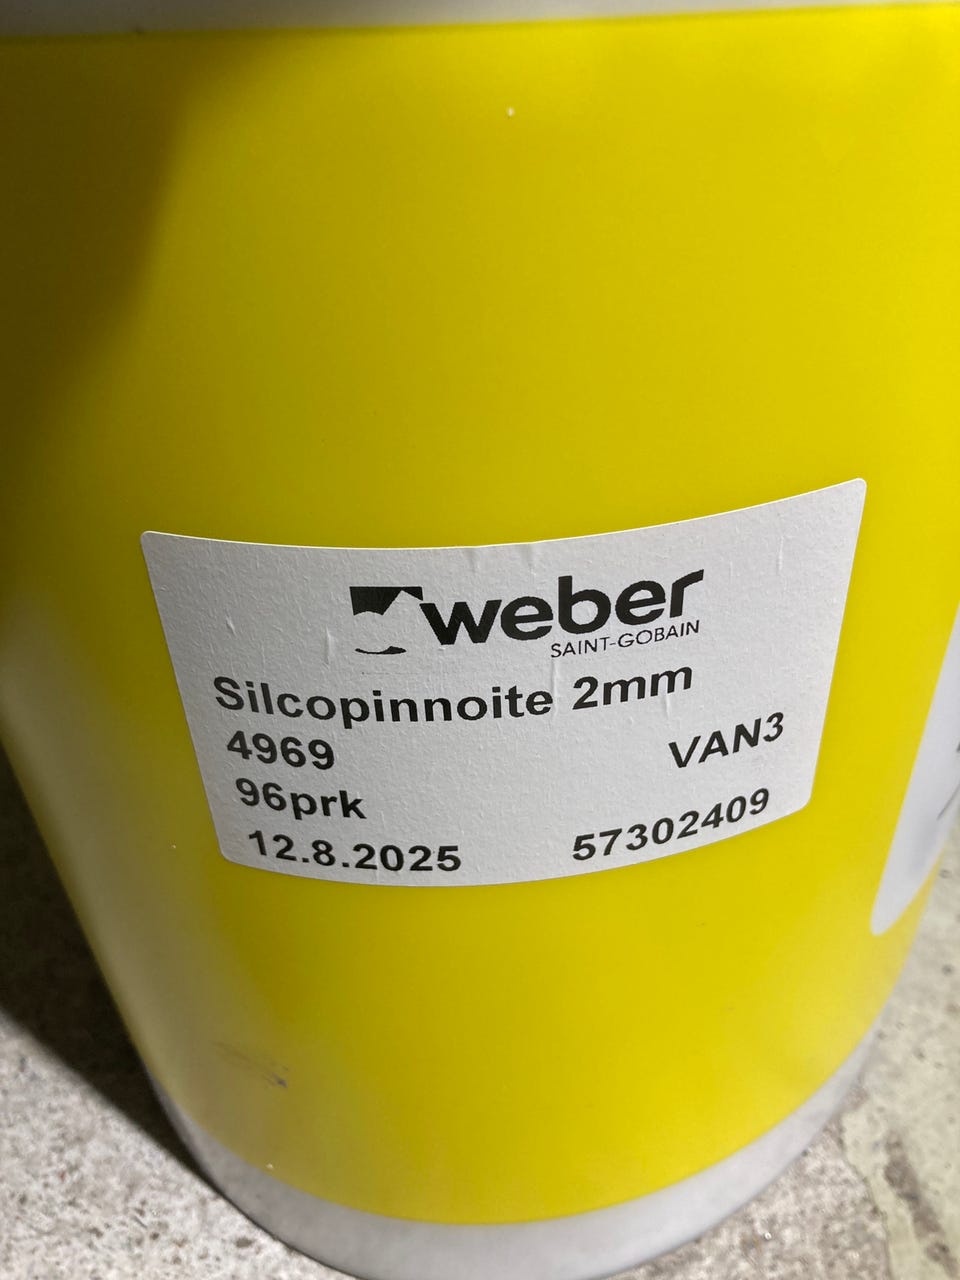 weber
SAINT-GOBAIN
Silcopinnoite 2mm
4969 VAN3
96prk
12.8.2025 57302409